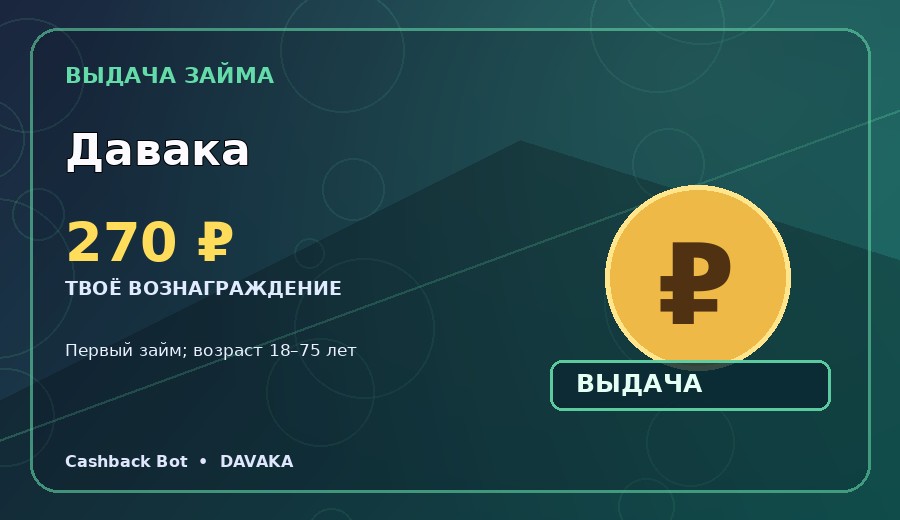 ВЫДАЧА ЗАЙМА
Давака
270 ₽
ТВОЁ ВОЗНАГРАЖДЕНИЕ
Первый займ; возраст 18–75 лет
₽
ВЫДАЧА
Cashback Bot • DAVAKA